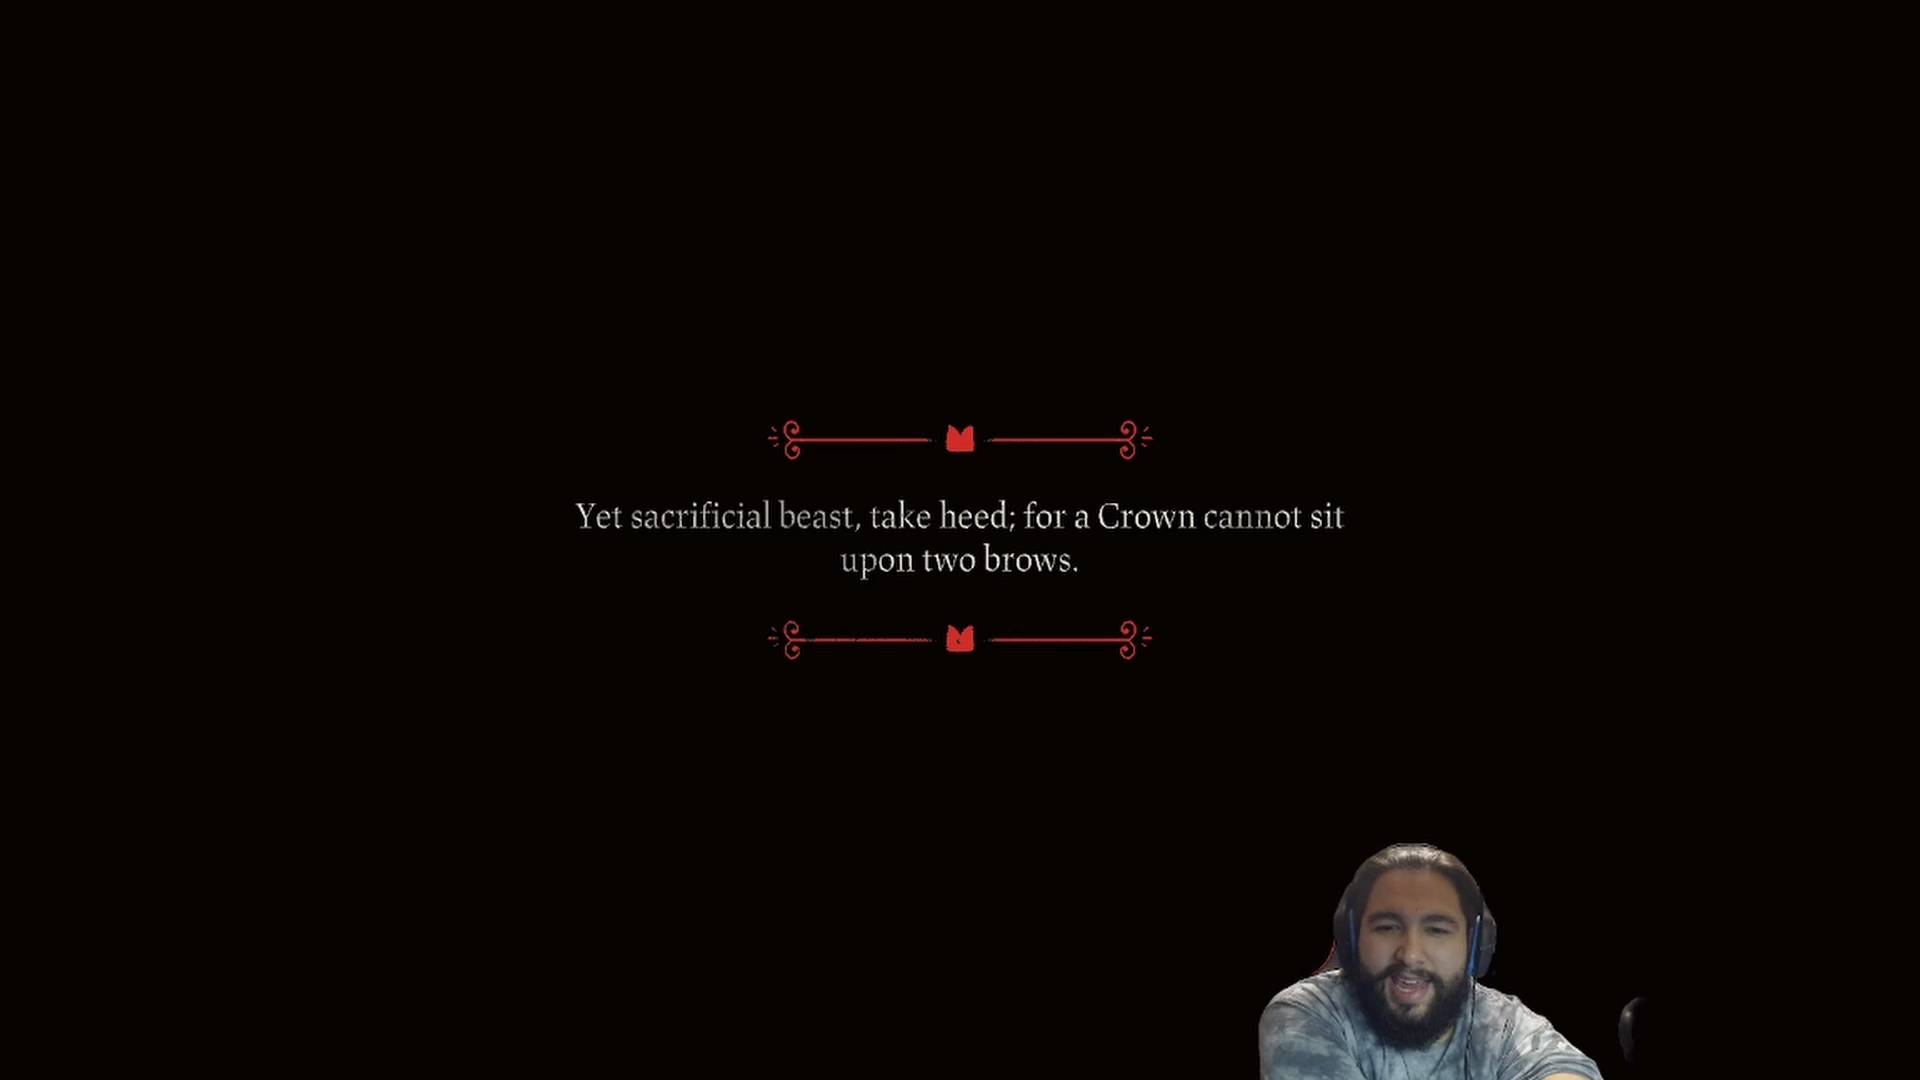 Yet sacrificial beast, take heed; for a Crown cannot sit
upon two brows.